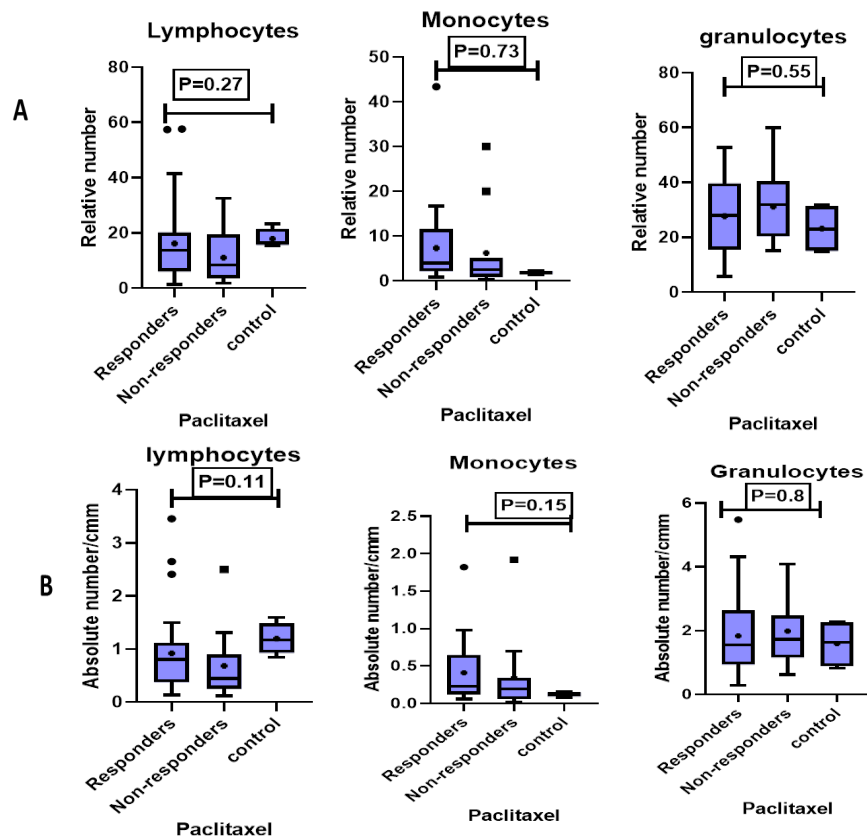 A
Lymphocytes
P=0.27
Relative number
80
60
40
20
0
Responders
Non-responders
control
Paclitaxel
Monocytes
P=0.73
Relative number
50
40
30
20
10
0
Responders
Non-responders
control
Paclitaxel
granulocytes
P=0.55
Relative number
80
60
40
20
0
Responders
Non-responders
control
Paclitaxel
B
lymphocytes
P=0.11
Absolute number/cmm
4
3
2
1
0
Responders
Non-responders
control
Paclitaxel
Monocytes
P=0.15
Absolute number/cmm
2.5
2.0
1.5
1.0
0.5
0.0
Responders
Non-responders
control
Paclitaxel
Granulocytes
P=0.8
Absolute number/cmm
6
4
2
0
Responders
Non-responders
control
Paclitaxel